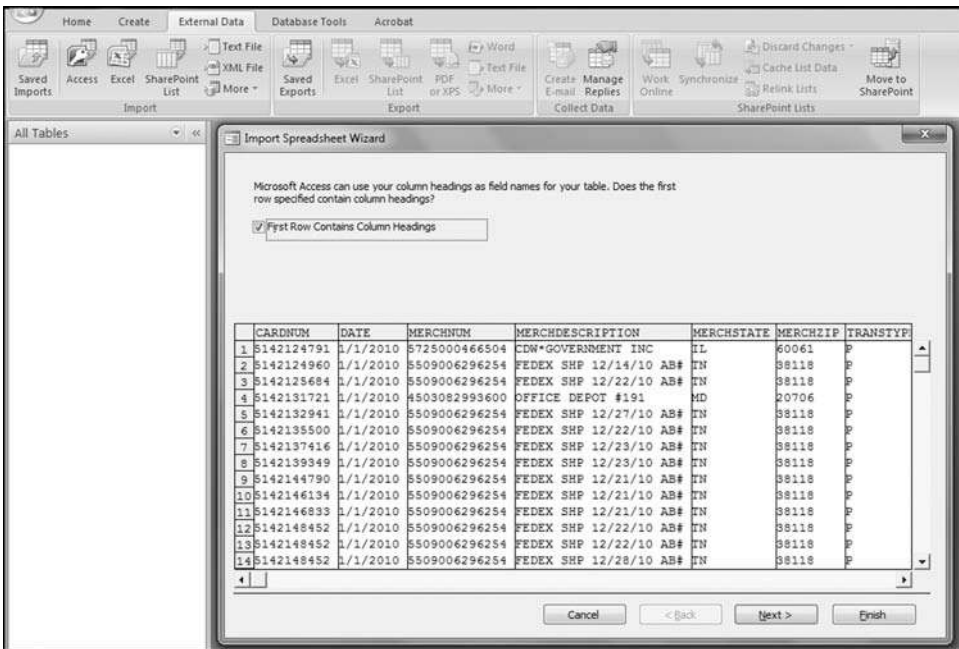 Home Create External Data Database Tools Acrobat
Saved Imports
Access
Excel
SharePoint List
Text File
XML File
More
Import
Saved Exports
Excel
SharePoint List
PDF or XPS
Word
Text File
More
Export
Create E-mail
Manage Replies
Collect Data
Work Online
Synchronize
Discard Changes
Cache List Data
Relink Lists
Move to SharePoint
SharePoint Lists
All Tables
Import Spreadsheet Wizard
Microsoft Access can use your column headings as field names for your table. Does the first
row specified contain column headings?
First Row Contains Column Headings
CARDNUM DATE MERCHNUM MERCHDESCRIPTION MERCHSTATE MERCHZIP TRANSTYP
1 5142124791 1/1/2010 5725000466504 CDW*GOVERNMENT INC IL 60061 P
2 5142124960 1/1/2010 5509006296254 FEDEX SHP 12/14/10 AB# TN 38118 P
3 5142125684 1/1/2010 5509006296254 FEDEX SHP 12/22/10 AB# TN 38118 P
4 5142131721 1/1/2010 4503082993600 OFFICE DEPOT #191 MD 20706 P
5 5142132941 1/1/2010 5509006296254 FEDEX SHP 12/27/10 AB# TN 38118 P
6 5142135500 1/1/2010 5509006296254 FEDEX SHP 12/22/10 AB# TN 38118 P
7 5142137416 1/1/2010 5509006296254 FEDEX SHP 12/23/10 AB# TN 38118 P
8 5142139349 1/1/2010 5509006296254 FEDEX SHP 12/23/10 AB# TN 38118 P
9 5142144790 1/1/2010 5509006296254 FEDEX SHP 12/21/10 AB# TN 38118 P
10 5142146134 1/1/2010 5509006296254 FEDEX SHP 12/21/10 AB# TN 38118 P
11 5142146833 1/1/2010 5509006296254 FEDEX SHP 12/21/10 AB# TN 38118 P
12 5142148452 1/1/2010 5509006296254 FEDEX SHP 12/22/10 AB# TN 38118 P
13 5142148452 1/1/2010 5509006296254 FEDEX SHP 12/22/10 AB# TN 38118 P
14 5142148452 1/1/2010 5509006296254 FEDEX SHP 12/28/10 AB# TN 38118 P
Cancel < Back Next > Finish